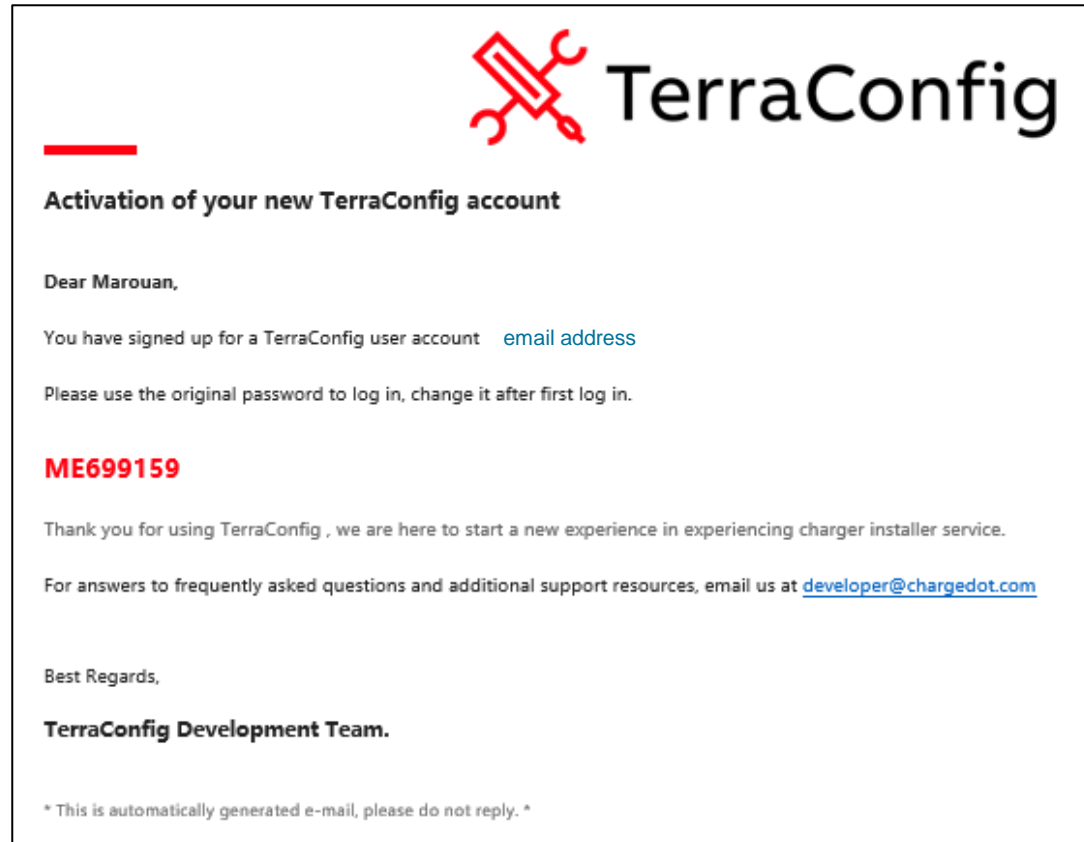 TerraConfig
Activation of your new TerraConfig account
Dear Marouan,
You have signed up for a TerraConfig user account email address
Please use the original password to log in, change it after first log in.
ME699159
Thank you for using TerraConfig , we are here to start a new experience in experiencing charger installer service.
For answers to frequently asked questions and additional support resources, email us at developer@chargedot.com
Best Regards,
TerraConfig Development Team.
* This is automatically generated e-mail, please do not reply. *